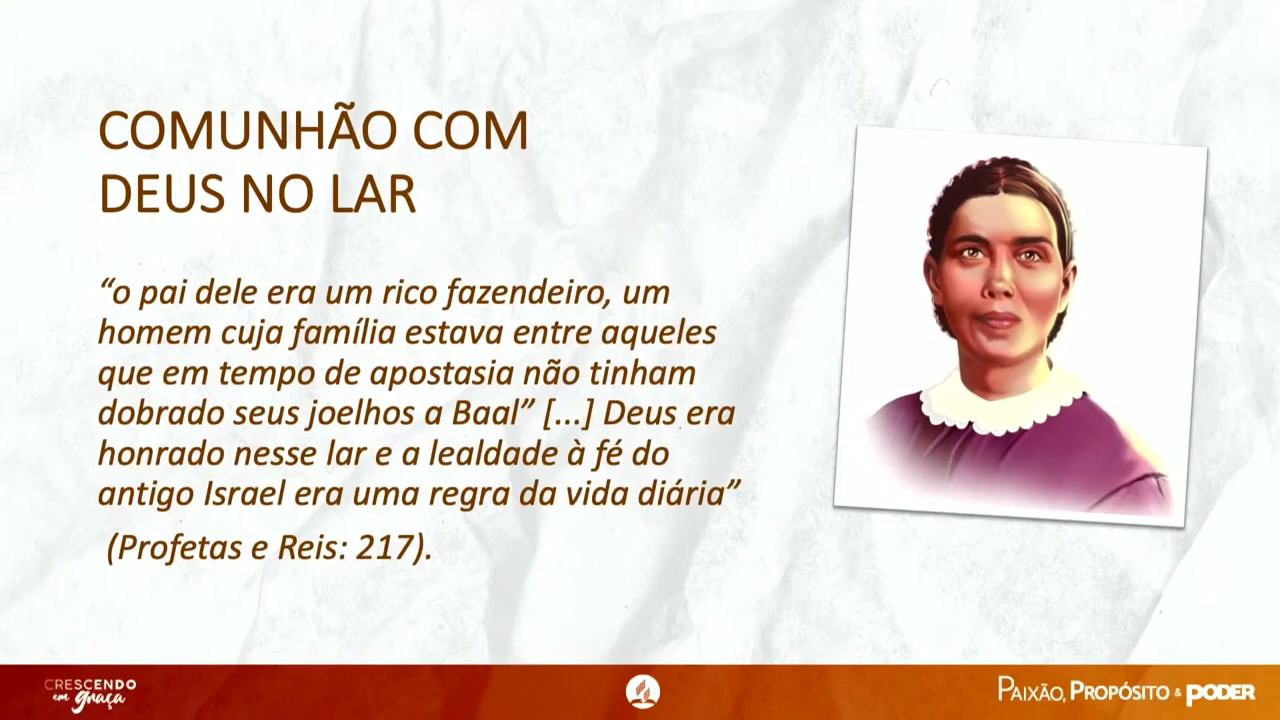 COMUNHÃO COM
DEUS NO LAR
“o pai dele era um rico fazendeiro, um
homem cuja família estava entre aqueles
que em tempo de apostasia não tinham
dobrado seus joelhos a Baal” [...] Deus era
honrado nesse lar e a lealdade à fé do
antigo Israel era uma regra da vida diária”
(Profetas e Reis: 217).
CRESCENDO
em graça
PAIXÃO, PROPÓSITO & PODER